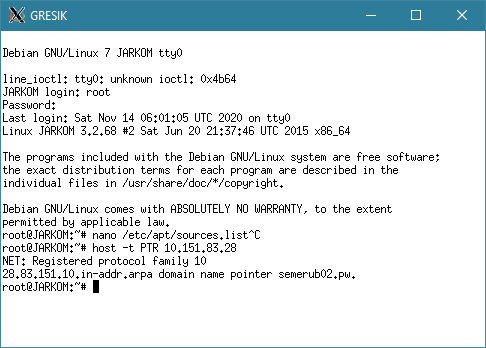 GRESIK
Debian GNU/Linux 7 JARKOM tty0
line_ioctl: tty0: unknown ioctl: 0x4b64
JARKOM login: root
Password:
Last login: Sat Nov 14 06:01:05 UTC 2020 on tty0
Linux JARKOM 3.2.68 #2 Sat Jun 20 21:37:46 UTC 2015 x86_64
The programs included with the Debian GNU/Linux system are free software;
the exact distribution terms for each program are described in the
individual files in /usr/share/doc/*/copyright.
Debian GNU/Linux comes with ABSOLUTELY NO WARRANTY, to the extent
permitted by applicable law.
root@JARKOM:~# nano /etc/apt/sources.list^C
root@JARKOM:~# host -t PTR 10.151.83.28
NET: Registered protocol family 10
28.83.151.10.in-addr.arpa domain name pointer semerub02.pw.
root@JARKOM:~#